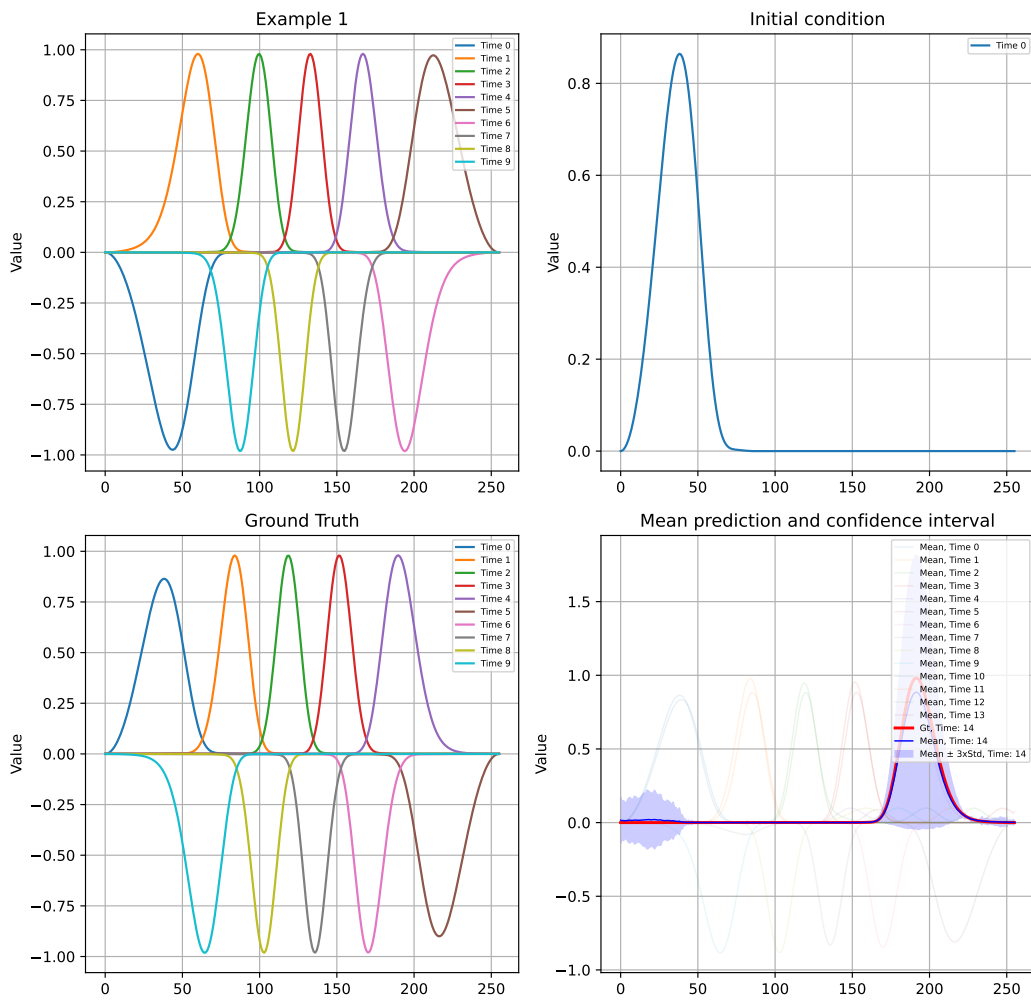 Example 1
Value
1.00
0.75
0.50
0.25
0.00
−0.25
−0.50
−0.75
−1.00
0 50 100 150 200 250
Time 0
Time 1
Time 2
Time 3
Time 4
Time 5
Time 6
Time 7
Time 8
Time 9
Initial condition
Value
0.8
0.6
0.4
0.2
0.0
0 50 100 150 200 250
Time 0
Ground Truth
Value
1.00
0.75
0.50
0.25
0.00
−0.25
−0.50
−0.75
−1.00
0 50 100 150 200 250
Time 0
Time 1
Time 2
Time 3
Time 4
Time 5
Time 6
Time 7
Time 8
Time 9
Mean prediction and confidence interval
Value
1.5
1.0
0.5
0.0
−0.5
−1.0
0 50 100 150 200 250
Mean, Time 0
Mean, Time 1
Mean, Time 2
Mean, Time 3
Mean, Time 4
Mean, Time 5
Mean, Time 6
Mean, Time 7
Mean, Time 8
Mean, Time 9
Mean, Time 10
Mean, Time 11
Mean, Time 12
Mean, Time 13
Gt, Time: 14
Mean, Time: 14
Mean ± 3xStd, Time: 14